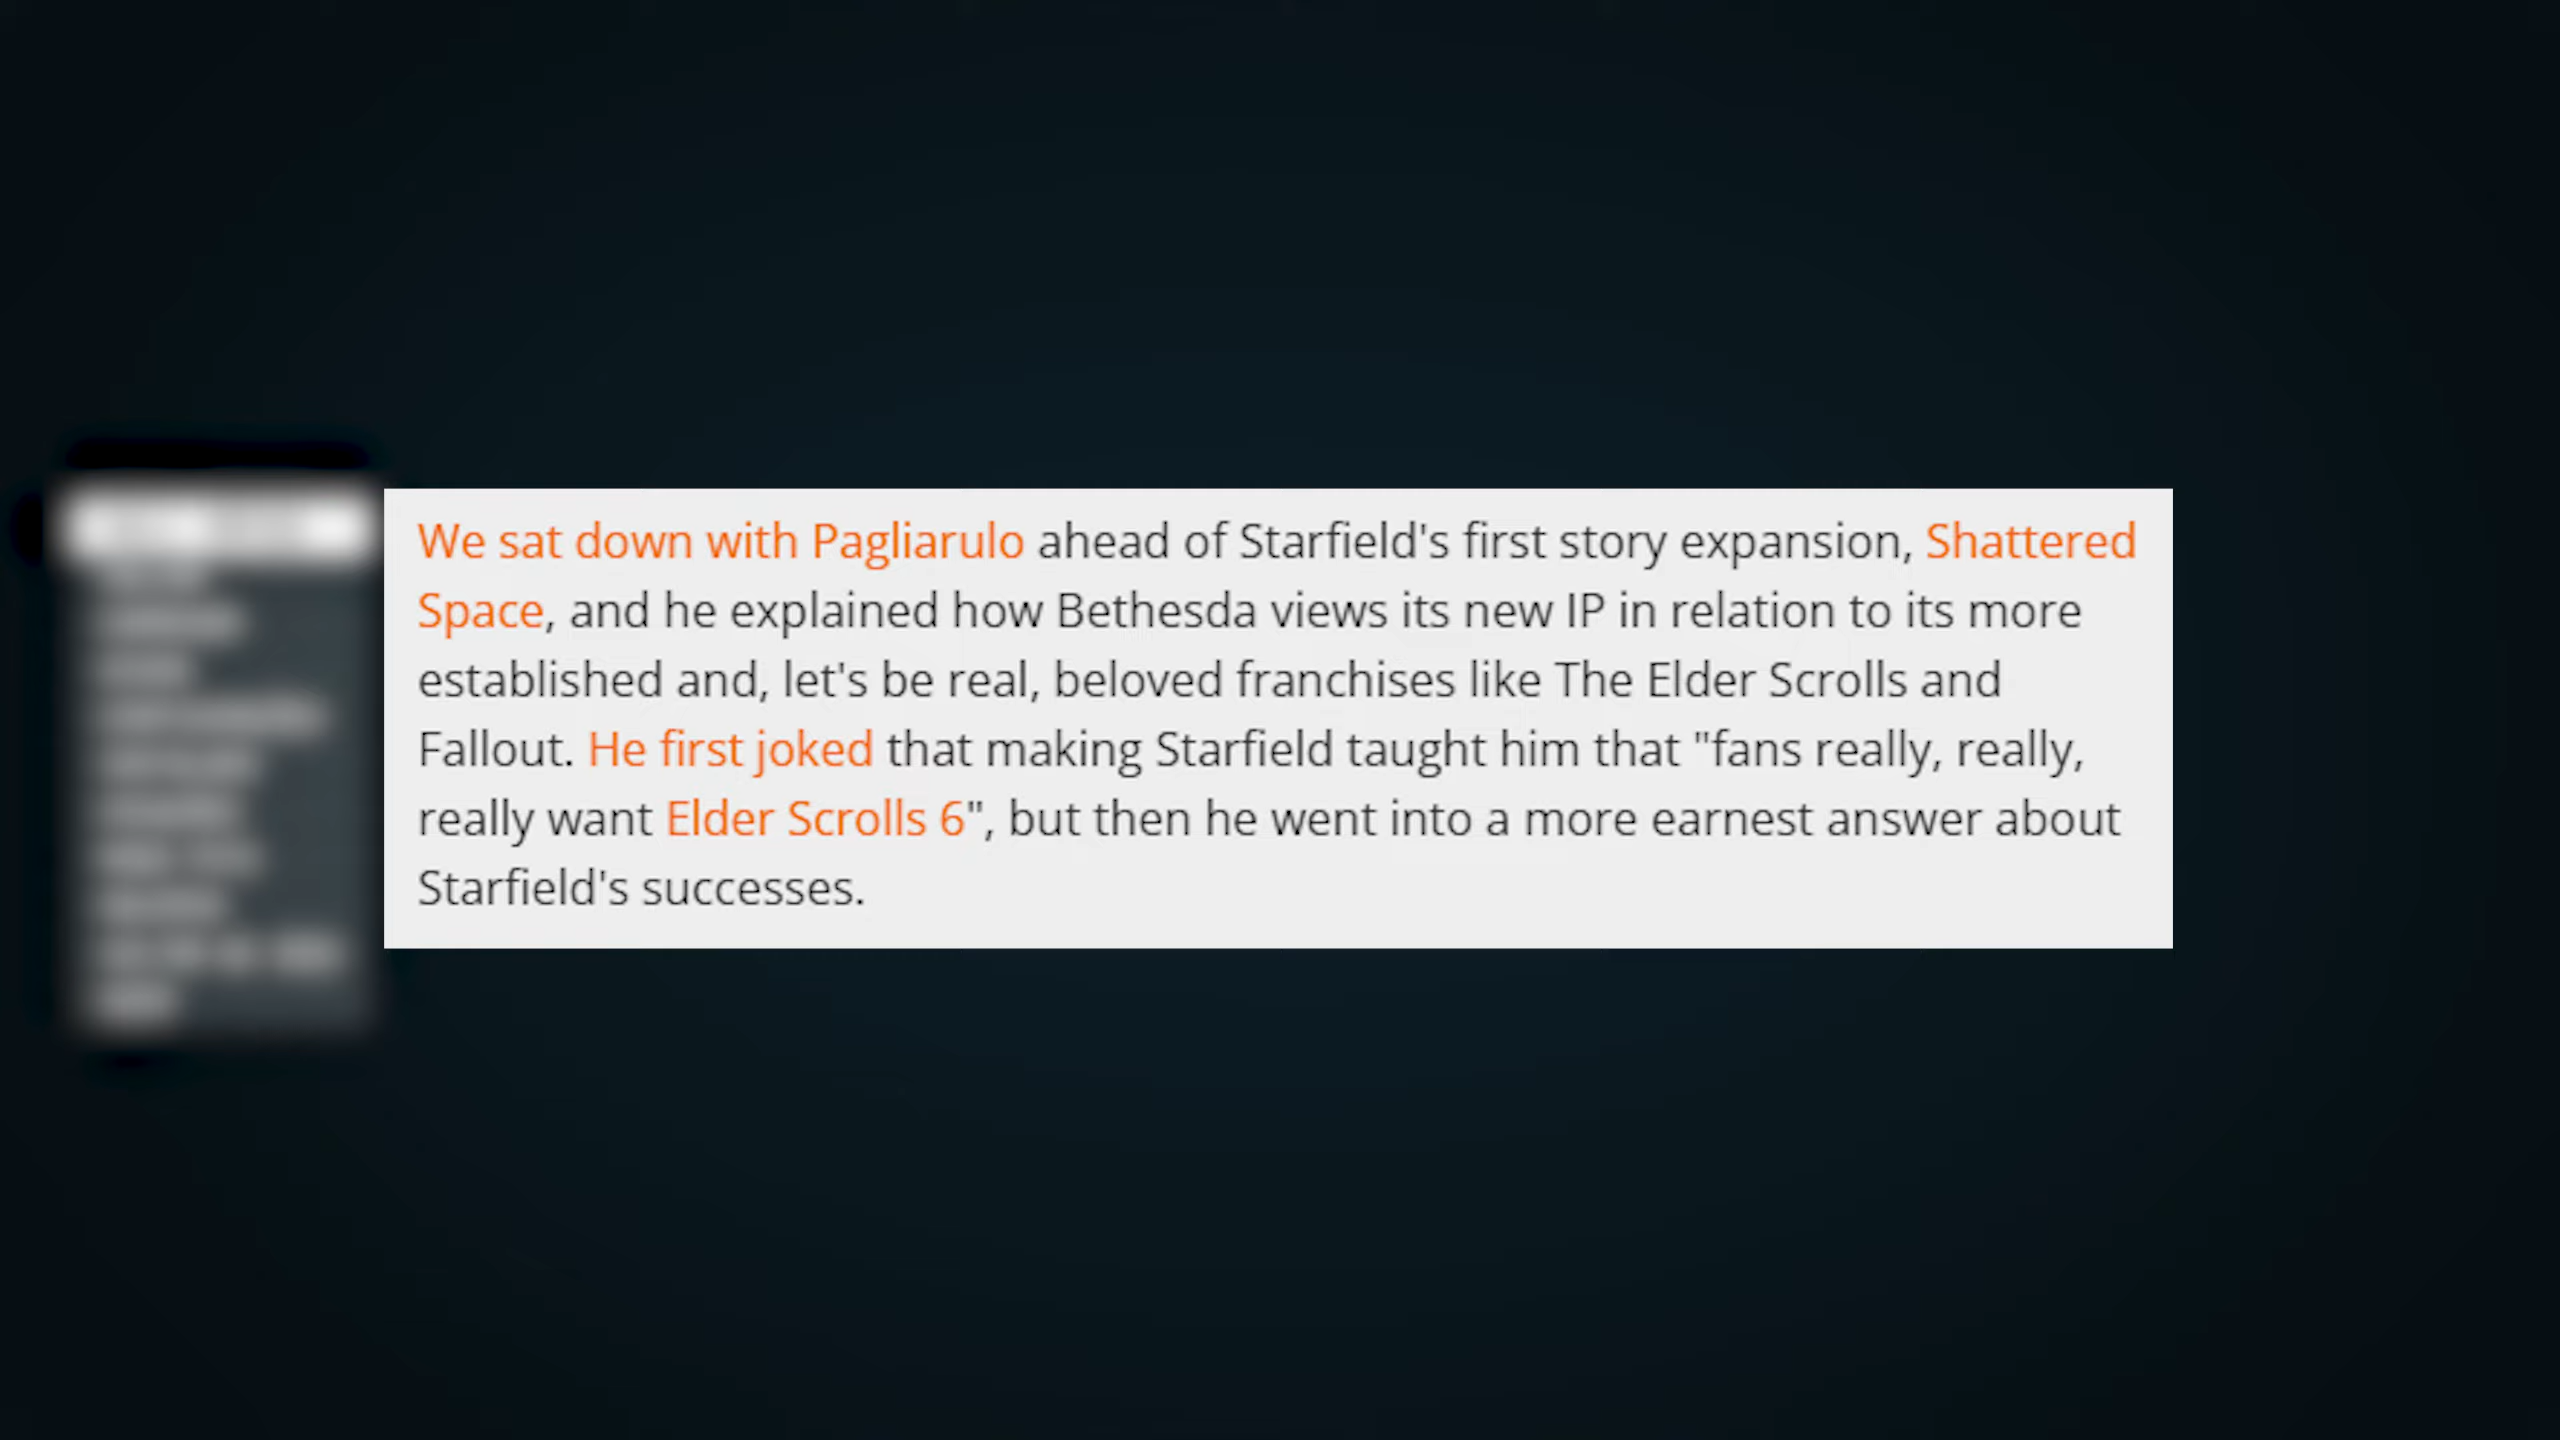 We sat down with Pagliarulo ahead of Starfield's first story expansion, Shattered
Space, and he explained how Bethesda views its new IP in relation to its more
established and, let's be real, beloved franchises like The Elder Scrolls and
Fallout. He first joked that making Starfield taught him that "fans really, really,
really want Elder Scrolls 6", but then he went into a more earnest answer about
Starfield's successes.